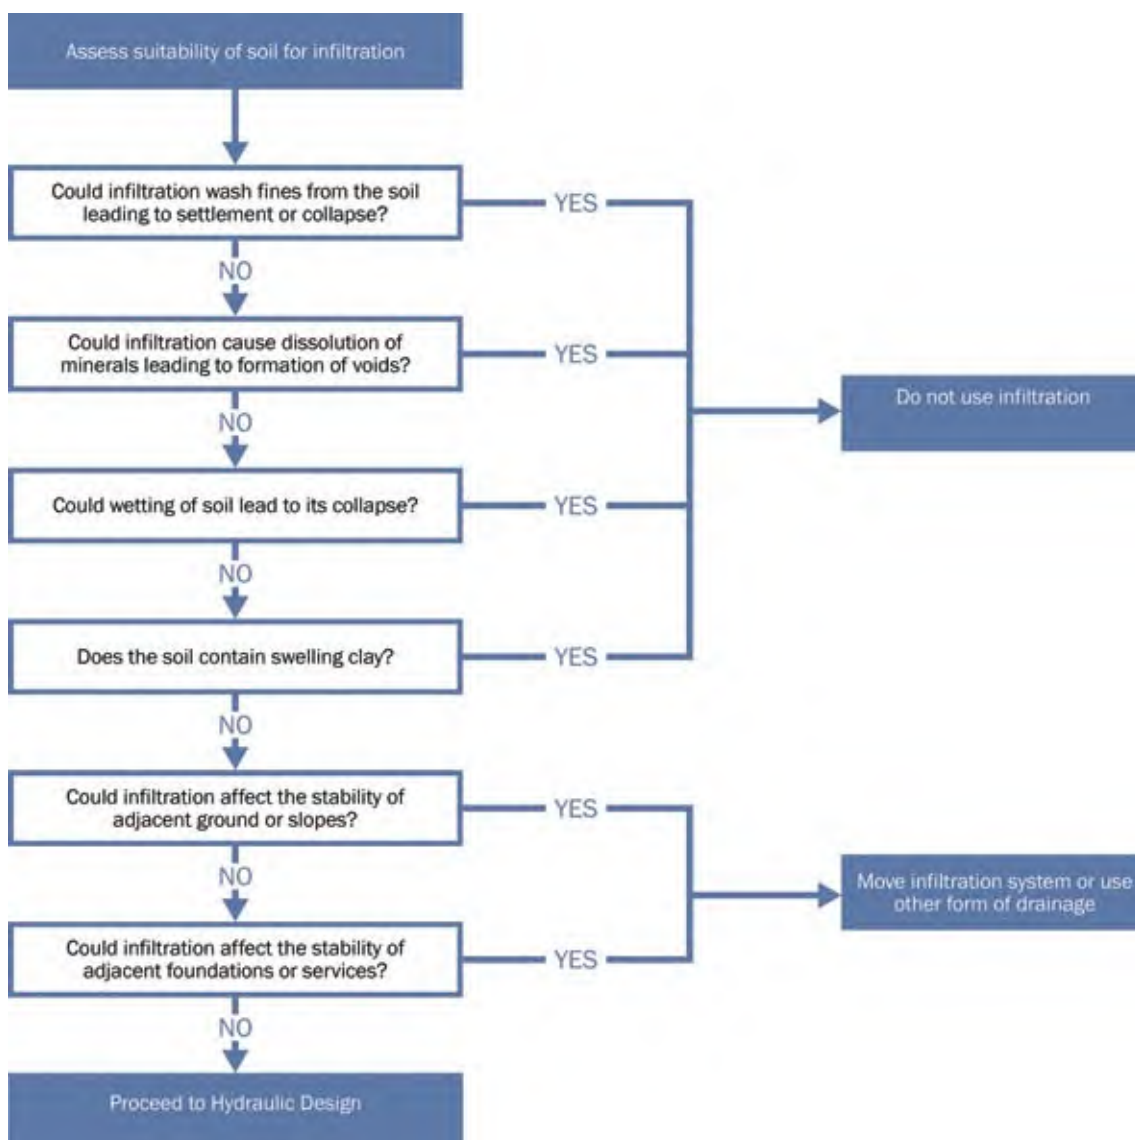 Assess suitability of soil for infiltration
Could infiltration wash fines from the soil
leading to settlement or collapse?
YES
NO
Could infiltration cause dissolution of
minerals leading to formation of voids?
YES
Do not use infiltration
NO
Could wetting of soil lead to its collapse?
YES
NO
Does the soil contain swelling clay?
YES
NO
Could infiltration affect the stability of
adjacent ground or slopes?
YES
Move infiltration system or use
other form of drainage
NO
Could infiltration affect the stability of
adjacent foundations or services?
YES
NO
Proceed to Hydraulic Design